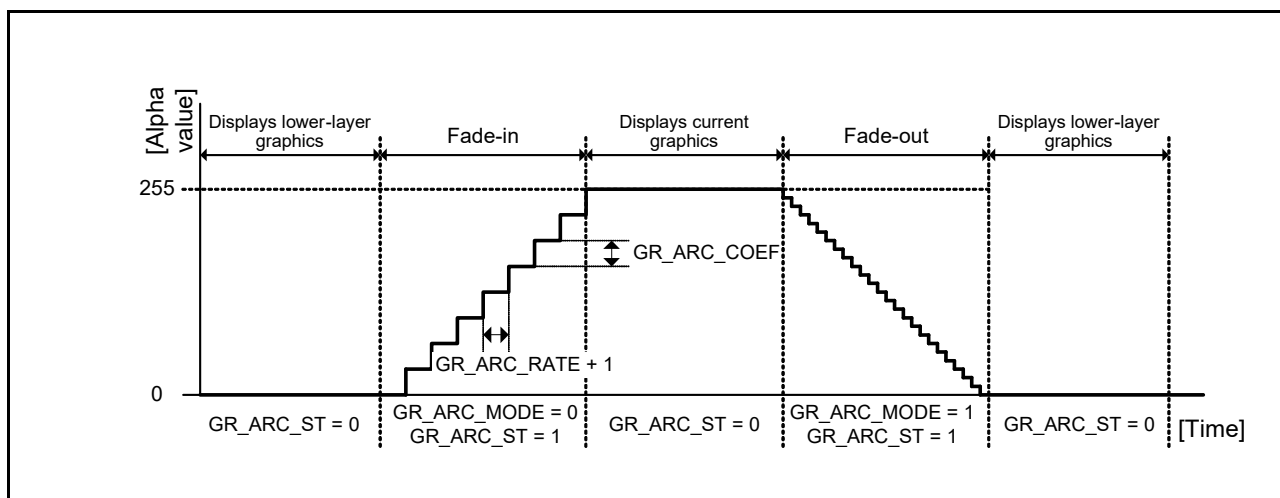 [Alpha
value]
Displays lower-layer
graphics
Fade-in
Displays current
graphics
Fade-out
Displays lower-layer
graphics
255
GR_ARC_COEF
GR_ARC_RATE + 1
0
GR_ARC_ST = 0
GR_ARC_MODE = 0
GR_ARC_ST = 1
GR_ARC_ST = 0
GR_ARC_MODE = 1
GR_ARC_ST = 1
GR_ARC_ST = 0
[Time]